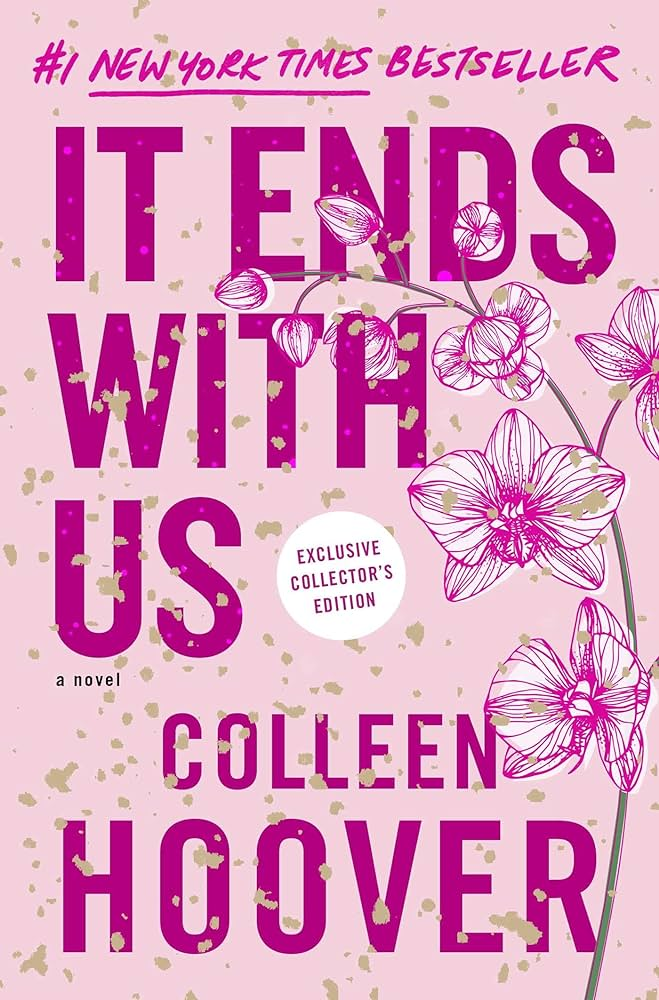 #1 NEW YORK TIMES BESTSELLER
IT ENDS
WITH
US
EXCLUSIVE
COLLECTOR'S
EDITION
a novel
COLLEEN
HOOVER